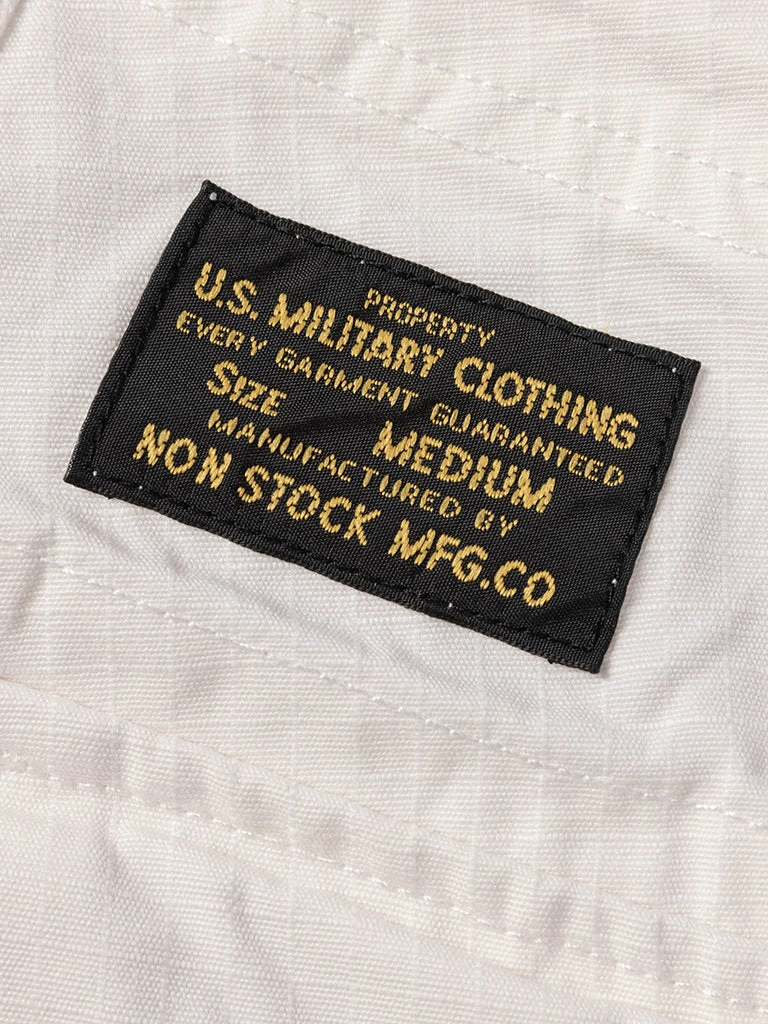 PROPERTY
U.S. MILITARY CLOTHING
EVERY GARMENT GUARANTEED
SIZE MEDIUM
MANUFACTURED BY
NON STOCK MFG.CO